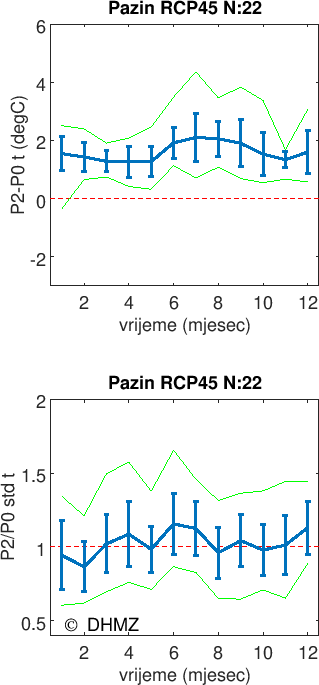 Pazin RCP45 N:22
P2-P0 t (degC)
6
4
2
0
-2
2 4 6 8 10 12
vrijeme (mjesec)
Pazin RCP45 N:22
P2/P0 std t
2
1.5
1
0.5
© DHMZ
2 4 6 8 10 12
vrijeme (mjesec)